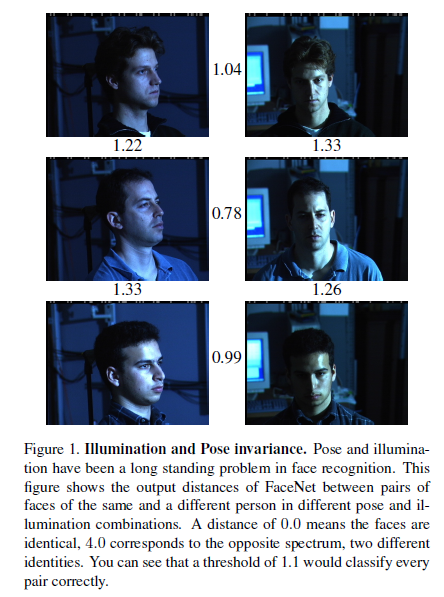 1.04
1.22 1.33
0.78
1.33 1.26
0.99
Figure 1. Illumination and Pose invariance. Pose and illumina-
tion have been a long standing problem in face recognition. This
figure shows the output distances of FaceNet between pairs of
faces of the same and a different person in different pose and il-
lumination combinations. A distance of 0.0 means the faces are
identical, 4.0 corresponds to the opposite spectrum, two different
identities. You can see that a threshold of 1.1 would classify every
pair correctly.